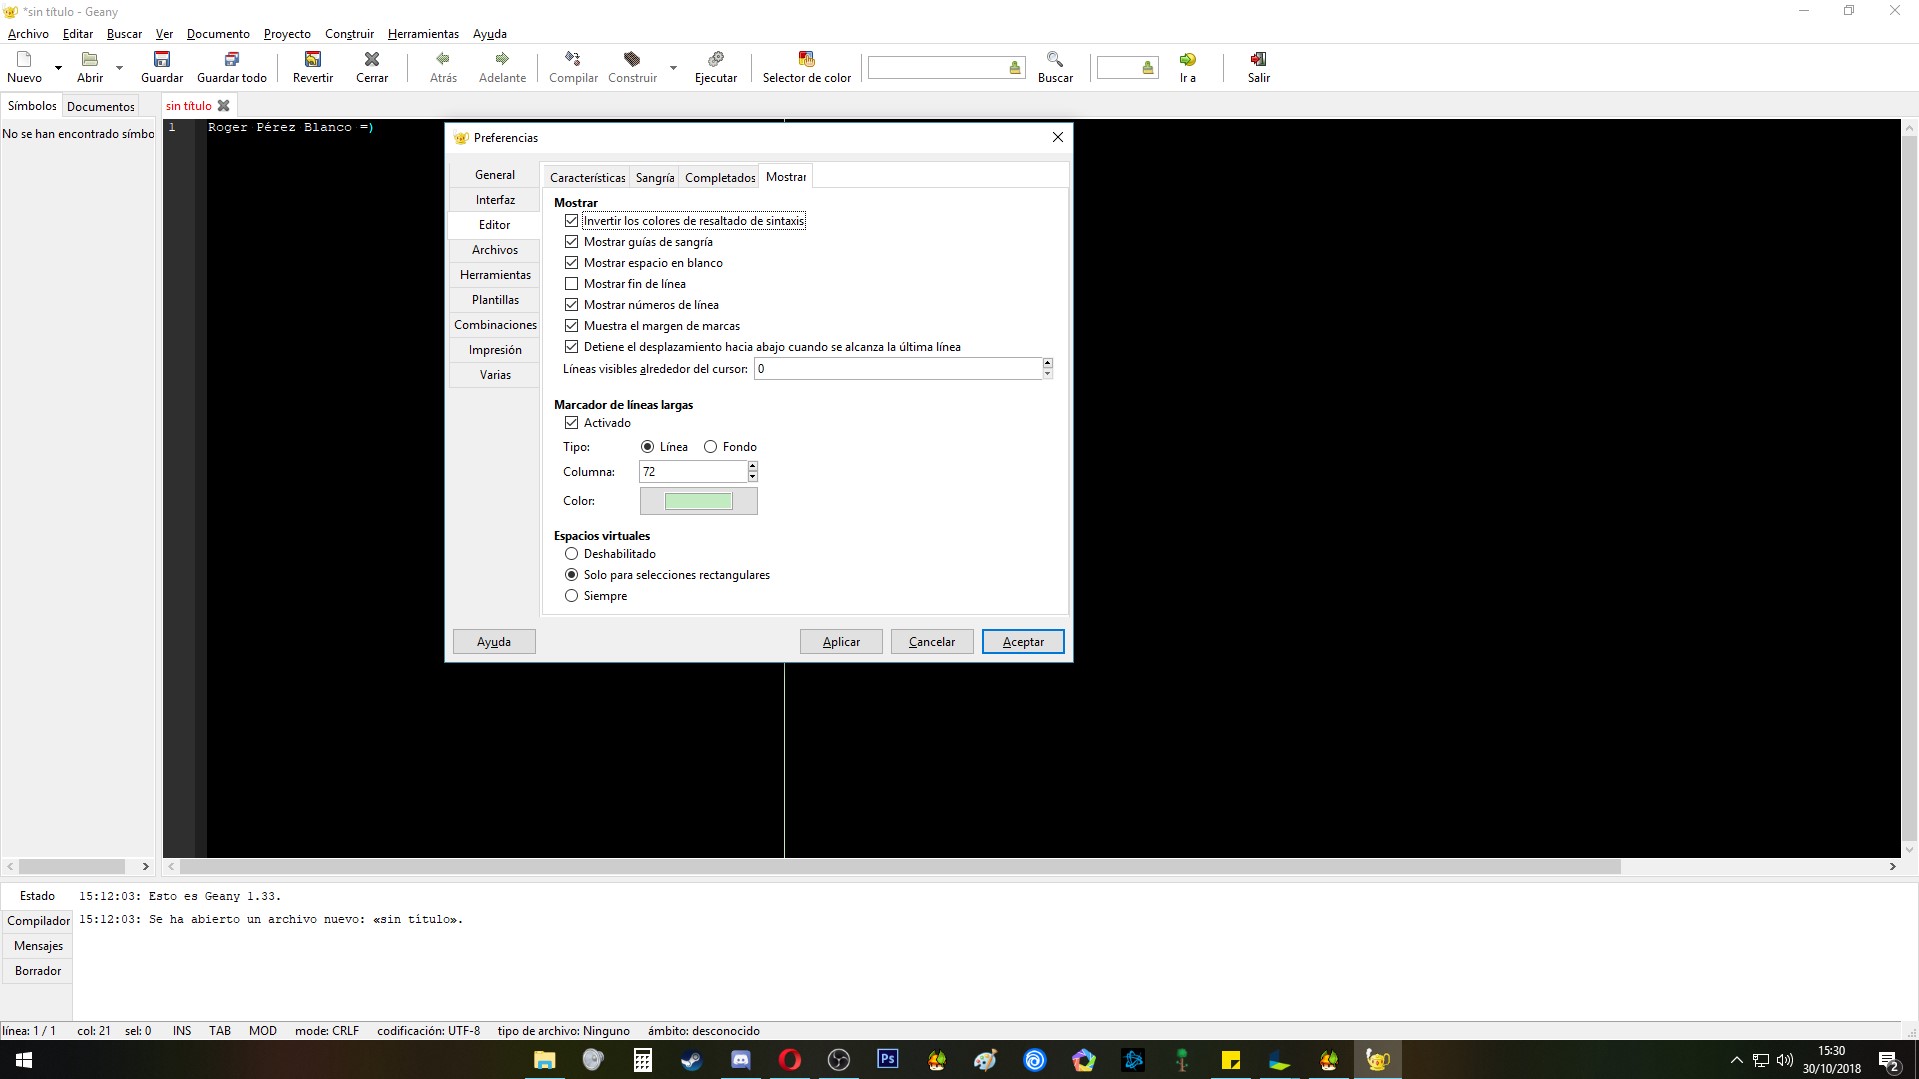 *sin título - Geany
Archivo Editar Buscar Ver Documento Proyecto Construir Herramientas Ayuda
Nuevo Abrir Guardar Guardar todo Revertir Cerrar Atrás Adelante Compilar Construir Ejecutar Selector de color Buscar Ir a Salir
Símbolos Documentos sin título
No se han encontrado símbo
1 Roger Pérez Blanco =)
Preferencias
General
Interfaz
Editor
Archivos
Herramientas
Plantillas
Combinaciones
Impresión
Varias
Características Sangría Completados Mostrar
Mostrar
Invertir los colores de resaltado de sintaxis
Mostrar guías de sangría
Mostrar espacio en blanco
Mostrar fin de línea
Mostrar números de línea
Muestra el margen de marcas
Detiene el desplazamiento hacia abajo cuando se alcanza la última línea
Líneas visibles alrededor del cursor: 0
Marcador de líneas largas
Activado
Tipo: Línea Fondo
Columna: 72
Color:
Espacios virtuales
Deshabilitado
Solo para selecciones rectangulares
Siempre
Ayuda Aplicar Cancelar Aceptar
Estado
Compilador
Mensajes
Borrador
15:12:03: Esto es Geany 1.33.
15:12:03: Se ha abierto un archivo nuevo: «sin título».
línea: 1 / 1 col: 21 sel: 0 INS TAB MOD mode: CRLF codificación: UTF-8 tipo de archivo: Ninguno ámbito: desconocido
Ps
15:30
30/10/2018
2